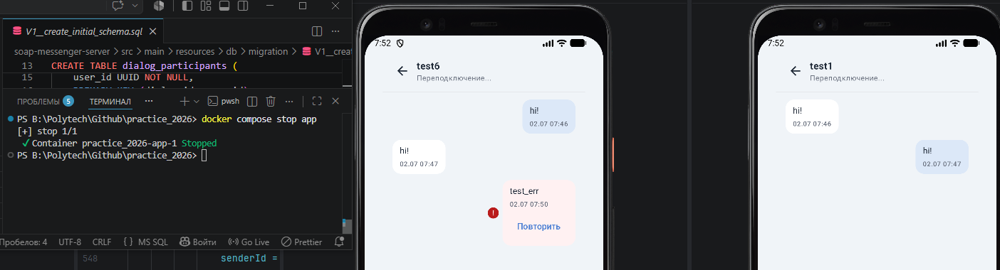 V1__create_initial_schema.sql
soap-messenger-server > src > main > resources > db > migration > V1__crea
13 CREATE TABLE dialog_participants (
15 user_id UUID NOT NULL,
ПРОБЛЕМЫ 5 ТЕРМИНАЛ ... pwsh
PS B:\Polytech\Github\practice_2026> docker compose stop app
[+] stop 1/1
✓Container practice_2026-app-1 Stopped
PS B:\Polytech\Github\practice_2026>
Пробелов: 4 UTF-8 CRLF {} MS SQL Войти Go Live Prettier
548 senderId =
7:52
test6
Переподключение...
hi!
02.07 07:46
hi!
02.07 07:47
test_err
02.07 07:50
!
Повторить
7:52
test1
Переподключение...
hi!
02.07 07:46
hi!
02.07 07:47